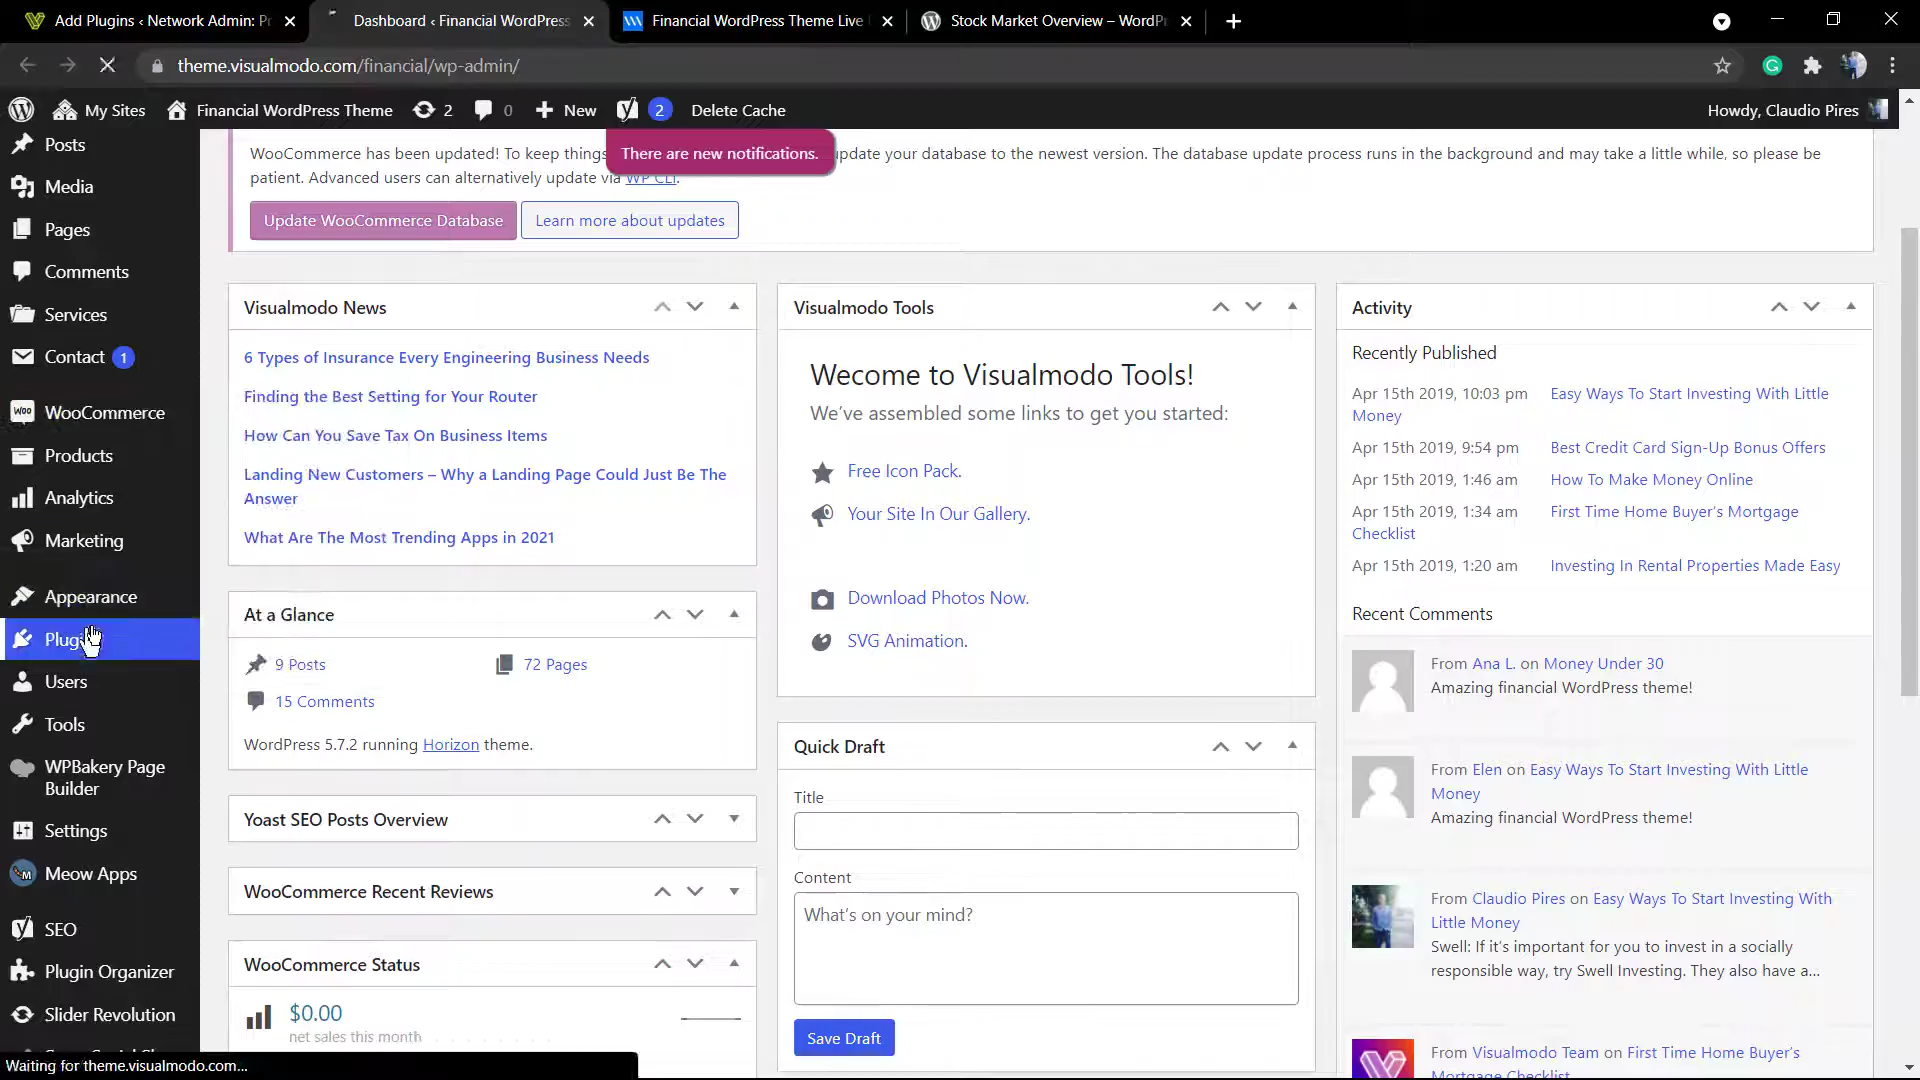 Add Plugins ‹ Network Admin: Pr
Dashboard ‹ Financial WordPress
Financial WordPress Theme Live
Stock Market Overview – WordPr
theme.visualmodo.com/financial/wp-admin/
My Sites
Financial WordPress Theme
2
0
New
2
Delete Cache
Howdy, Claudio Pires
Posts
Media
Pages
Comments
Services
Contact 1
WooCommerce
Products
Analytics
Marketing
Appearance
Plugi
Users
Tools
WPBakery Page
Builder
Settings
Meow Apps
SEO
Plugin Organizer
Slider Revolution
Waiting for theme.visualmodo.com...
There are new notifications.
WooCommerce has been updated! To keep things update your database to the newest version. The database update process runs in the background and may take a little while, so please be
patient. Advanced users can alternatively update via WP CLI.
Update WooCommerce Database
Learn more about updates
Visualmodo News
6 Types of Insurance Every Engineering Business Needs
Finding the Best Setting for Your Router
How Can You Save Tax On Business Items
Landing New Customers – Why a Landing Page Could Just Be The
Answer
What Are The Most Trending Apps in 2021
At a Glance
9 Posts
72 Pages
15 Comments
WordPress 5.7.2 running Horizon theme.
Yoast SEO Posts Overview
WooCommerce Recent Reviews
WooCommerce Status
$0.00
net sales this month
Visualmodo Tools
Wecome to Visualmodo Tools!
We've assembled some links to get you started:
Free Icon Pack.
Your Site In Our Gallery.
Download Photos Now.
SVG Animation.
Quick Draft
Title
Content
What's on your mind?
Save Draft
Activity
Recently Published
Apr 15th 2019, 10:03 pm Easy Ways To Start Investing With Little
Money
Apr 15th 2019, 9:54 pm Best Credit Card Sign-Up Bonus Offers
Apr 15th 2019, 1:46 am How To Make Money Online
Apr 15th 2019, 1:34 am First Time Home Buyer's Mortgage
Checklist
Apr 15th 2019, 1:20 am Investing In Rental Properties Made Easy
Recent Comments
From Ana L. on Money Under 30
Amazing financial WordPress theme!
From Elen on Easy Ways To Start Investing With Little
Money
Amazing financial WordPress theme!
From Claudio Pires on Easy Ways To Start Investing With
Little Money
Swell: If it's important for you to invest in a socially
responsible way, try Swell Investing. They also have a...
From Visualmodo Team on First Time Home Buyer's
Mortgage Checklist